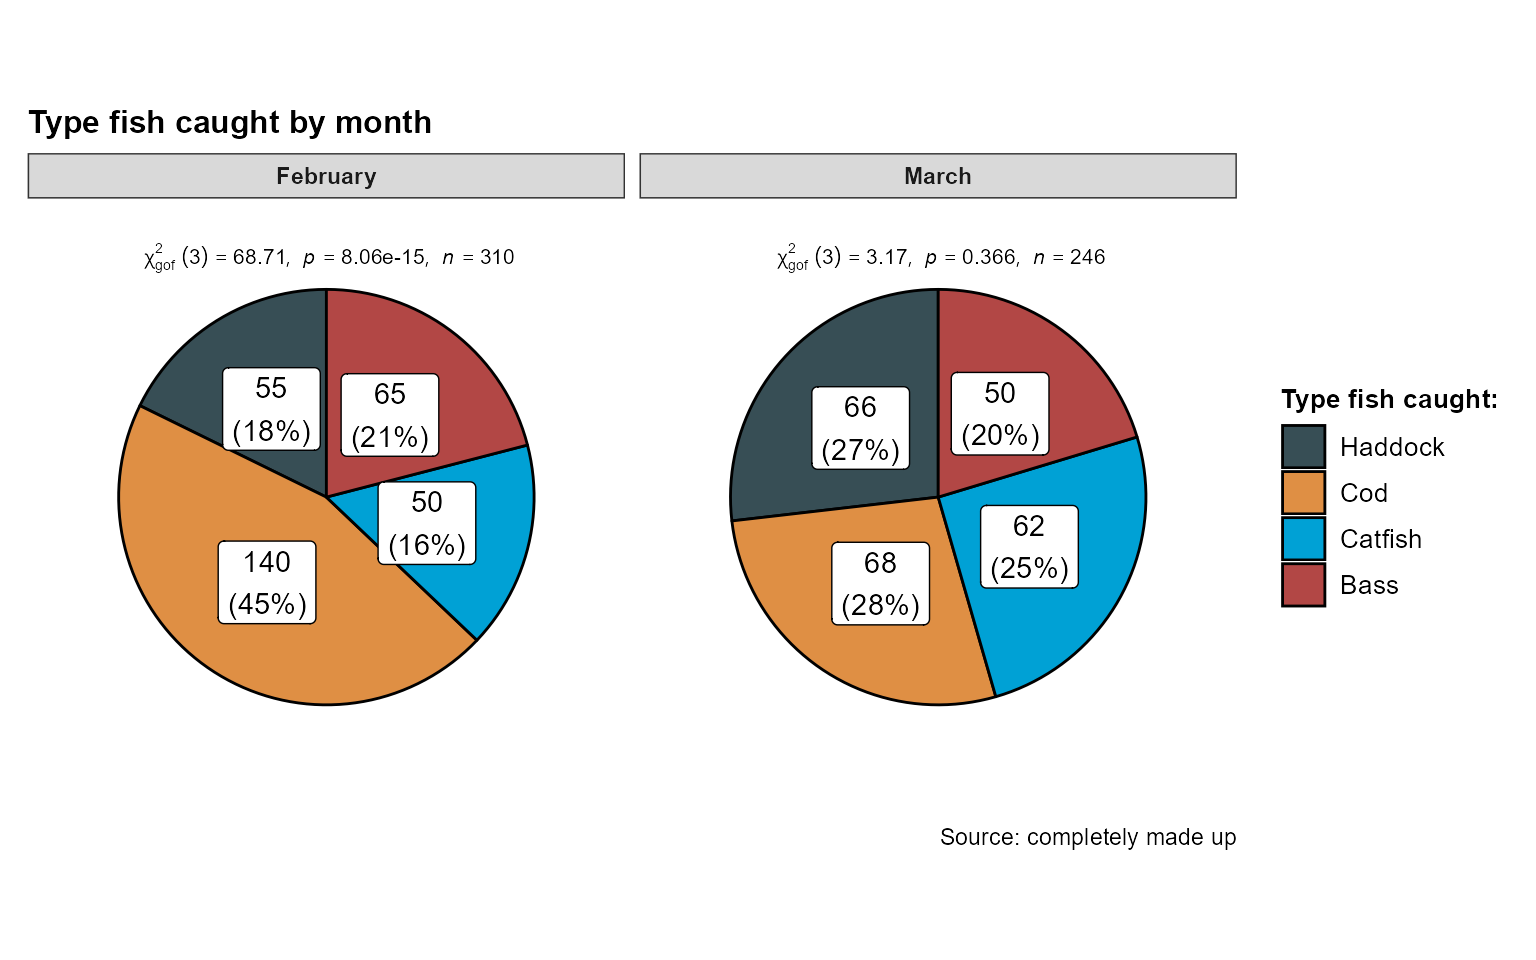 Type fish caught by month
February
March
χ²gof (3) = 68.71, p = 8.06e-15, n = 310
χ²gof (3) = 3.17, p = 0.366, n = 246
55
(18%)
65
(21%)
50
(16%)
140
(45%)
66
(27%)
50
(20%)
62
(25%)
68
(28%)
Type fish caught:
Haddock
Cod
Catfish
Bass
Source: completely made up